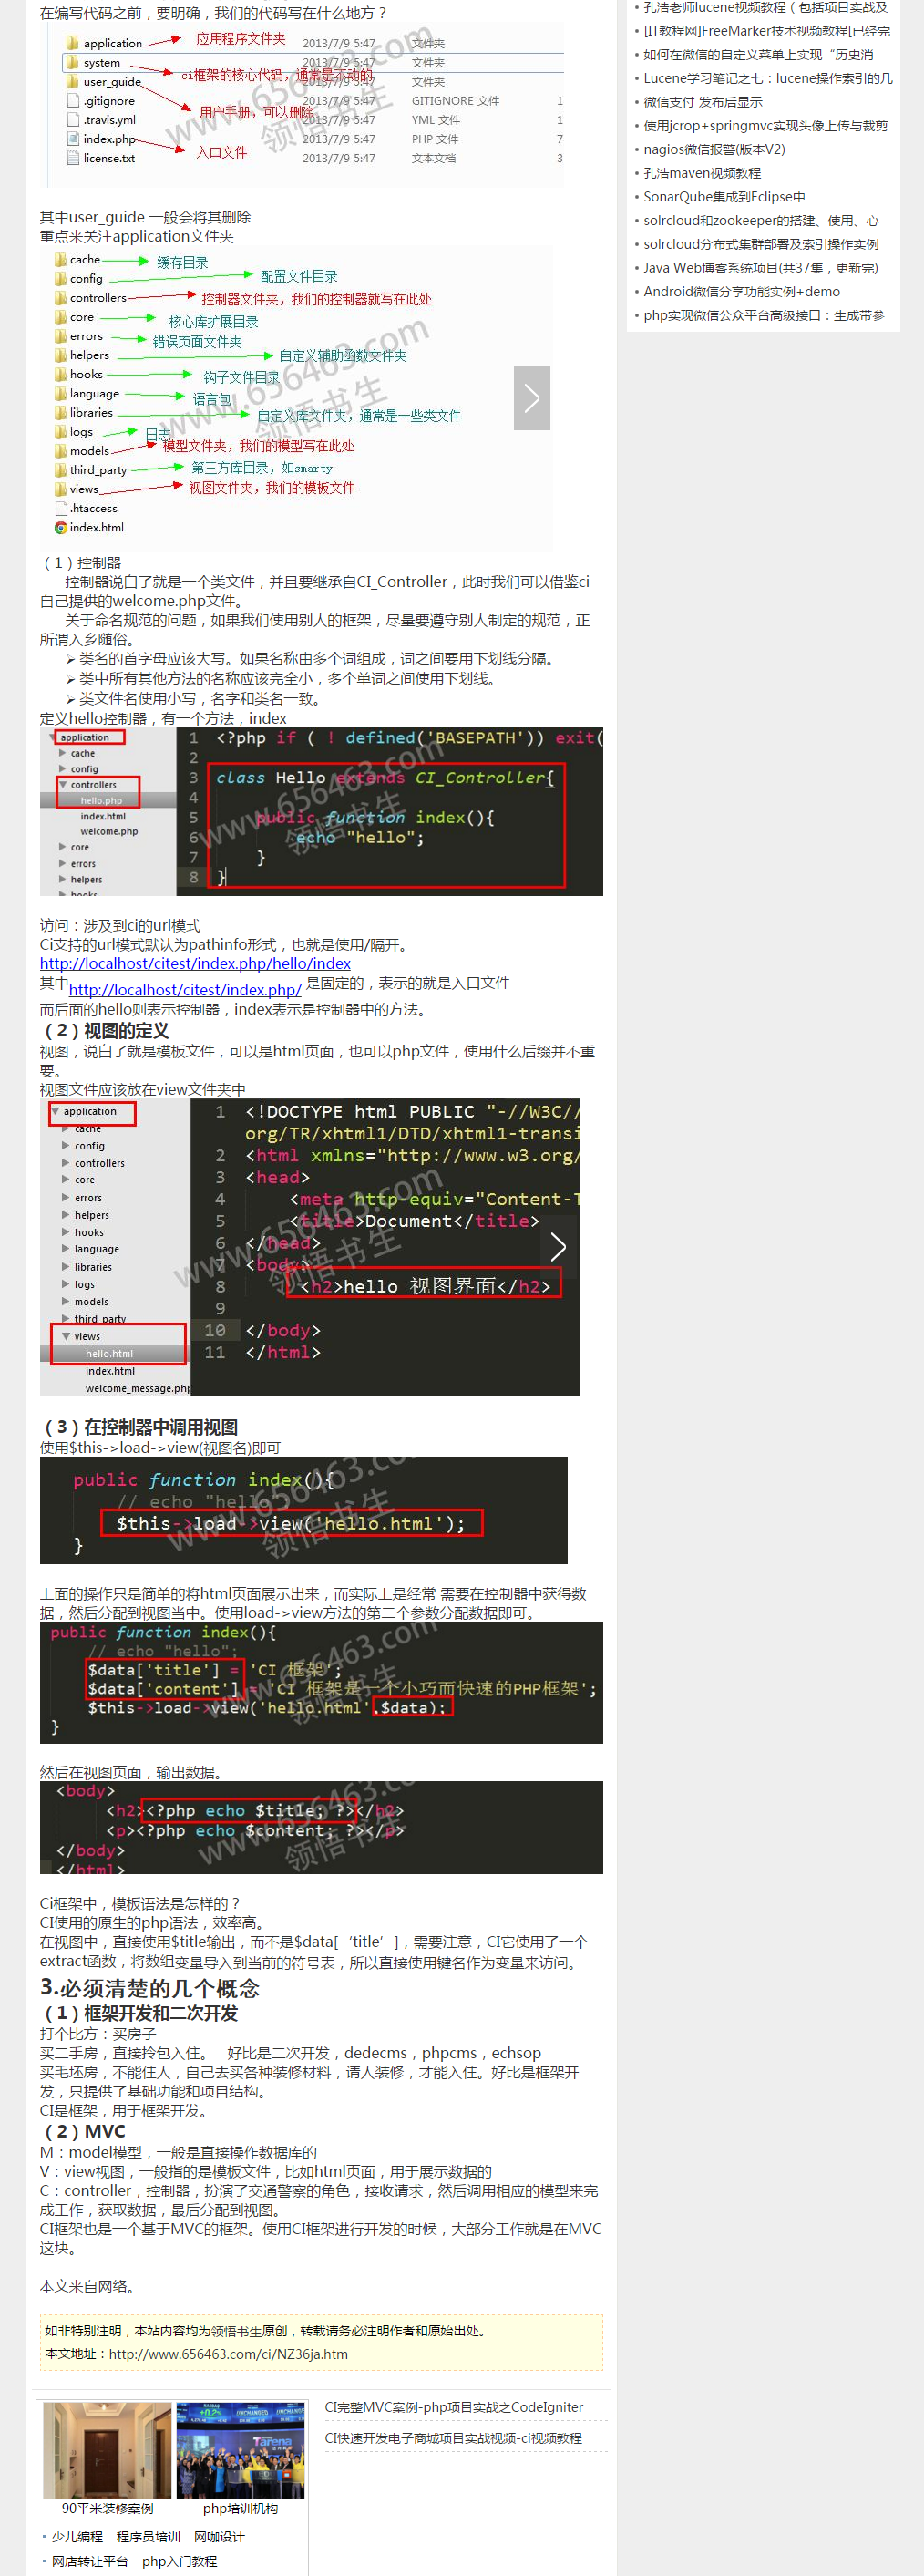 在编写代码之前，要明确，我们的代码写在什么地方？
application 应用程序文件夹 2013/7/9 5:47 文件夹
system 2013/7/9 5:47 文件夹
ci框架的核心代码，通常是不动的
user_guide 2013/7/9 5:47 文件夹
.gitignore 2013/7/9 5:47 GITIGNORE 文件 1
用户手册，可以删除
.travis.yml 2013/7/9 5:47 YML 文件 1
index.php 2013/7/9 5:47 PHP 文件 7
入口文件
license.txt 2013/7/9 5:47 文本文档 3
www.656463.com
领悟书生
其中user_guide 一般会将其删除
重点来关注application文件夹
cache 缓存目录
config 配置文件目录
controllers 控制器文件夹，我们的控制器就写在此处
core 核心库扩展目录
errors 错误页面文件夹
helpers 自定义辅助函数文件夹
hooks 钩子文件目录
language 语言包
libraries 自定义库文件夹，通常是一些类文件
logs 日志
models 模型文件夹，我们的模型写在此处
third_party 第三方库目录，如smarty
views 视图文件夹，我们的模板文件
.htaccess
index.html
www.656463.com
领悟书生
（1）控制器
控制器说白了就是一个类文件，并且要继承自CI_Controller，此时我们可以借鉴ci
自己提供的welcome.php文件。
关于命名规范的问题，如果我们使用别人的框架，尽量要遵守别人制定的规范，正
所谓入乡随俗。
➢ 类名的首字母应该大写。如果名称由多个词组成，词之间要用下划线分隔。
➢ 类中所有其他方法的名称应该完全小，多个单词之间使用下划线。
➢ 类文件名使用小写，名字和类名一致。
定义hello控制器，有一个方法，index
application
cache
config
controllers
hello.php
index.html
welcome.php
core
errors
helpers
hooks
1 <?php if ( ! defined('BASEPATH')) exit(
2
3 class Hello extends CI_Controller{
4
5 public function index(){
6 echo "hello";
7 }
8 }
www.656463.com
领悟书生
访问：涉及到ci的url模式
Ci支持的url模式默认为pathinfo形式，也就是使用/隔开。
http://localhost/citest/index.php/hello/index
其中http://localhost/citest/index.php/ 是固定的，表示的就是入口文件
而后面的hello则表示控制器，index表示是控制器中的方法。
（2）视图的定义
视图，说白了就是模板文件，可以是html页面，也可以php文件，使用什么后缀并不重
要。
视图文件应该放在view文件夹中
application
cache
config
controllers
core
errors
helpers
hooks
language
libraries
logs
models
third_party
views
hello.html
index.html
welcome_message.php
1 <!DOCTYPE html PUBLIC "-//W3C//
org/TR/xhtml1/DTD/xhtml1-transi
2 <html xmlns="http://www.w3.org/
3 <head>
4 <meta http-equiv="Content-T
5 <title>Document</title>
6 </head>
7 <body>
8 <h2>hello 视图界面</h2>
9
10 </body>
11 </html>
www.656463.com
领悟书生
（3）在控制器中调用视图
使用$this->load->view(视图名)即可
public function index(){
// echo "hello";
$this->load->view('hello.html');
}
www.656463.com
领悟书生
上面的操作只是简单的将html页面展示出来，而实际上是经常 需要在控制器中获得数
据，然后分配到视图当中。使用load->view方法的第二个参数分配数据即可。
public function index(){
// echo "hello";
$data['title'] = 'CI 框架';
$data['content'] = 'CI 框架是一个小巧而快速的PHP框架';
$this->load->view('hello.html',$data);
}
www.656463.com
领悟书生
然后在视图页面，输出数据。
<body>
<h2><?php echo $title; ?></h2>
<p><?php echo $content; ?></p>
</body>
</html>
www.656463.com
领悟书生
Ci框架中，模板语法是怎样的？
CI使用的原生的php语法，效率高。
在视图中，直接使用$title输出，而不是$data[‘title’]，需要注意，CI它使用了一个
extract函数，将数组变量导入到当前的符号表，所以直接使用键名作为变量来访问。
3.必须清楚的几个概念
（1）框架开发和二次开发
打个比方：买房子
买二手房，直接拎包入住。 好比是二次开发，dedecms，phpcms，echsop
买毛坯房，不能住人，自己去买各种装修材料，请人装修，才能入住。好比是框架开
发，只提供了基础功能和项目结构。
CI是框架，用于框架开发。
（2）MVC
M：model模型，一般是直接操作数据库的
V：view视图，一般指的是模板文件，比如html页面，用于展示数据的
C：controller，控制器，扮演了交通警察的角色，接收请求，然后调用相应的模型来完
成工作，获取数据，最后分配到视图。
CI框架也是一个基于MVC的框架。使用CI框架进行开发的时候，大部分工作就是在MVC
这块。
本文来自网络。
如非特别注明，本站内容均为领悟书生原创，转载请务必注明作者和原始出处。
本文地址：http://www.656463.com/ci/NZ36ja.htm
90平米装修案例
php培训机构
少儿编程 程序员培训 网咖设计
网店转让平台 php入门教程
CI完整MVC案例-php项目实战之CodeIgniter
CI快速开发电子商城项目实战视频-ci视频教程
孔浩老师lucene视频教程（包括项目实战及
[IT教程网]FreeMarker技术视频教程[已经完
如何在微信的自定义菜单上实现“历史消
Lucene学习笔记之七：lucene操作索引的几
微信支付 发布后显示
使用jcrop+springmvc实现头像上传与裁剪
nagios微信报警(版本V2)
孔浩maven视频教程
SonarQube集成到Eclipse中
solrcloud和zookeeper的搭建、使用、心
solrcloud分布式集群部署及索引操作实例
Java Web博客系统项目(共37集，更新完)
Android微信分享功能实例+demo
php实现微信公众平台高级接口：生成带参